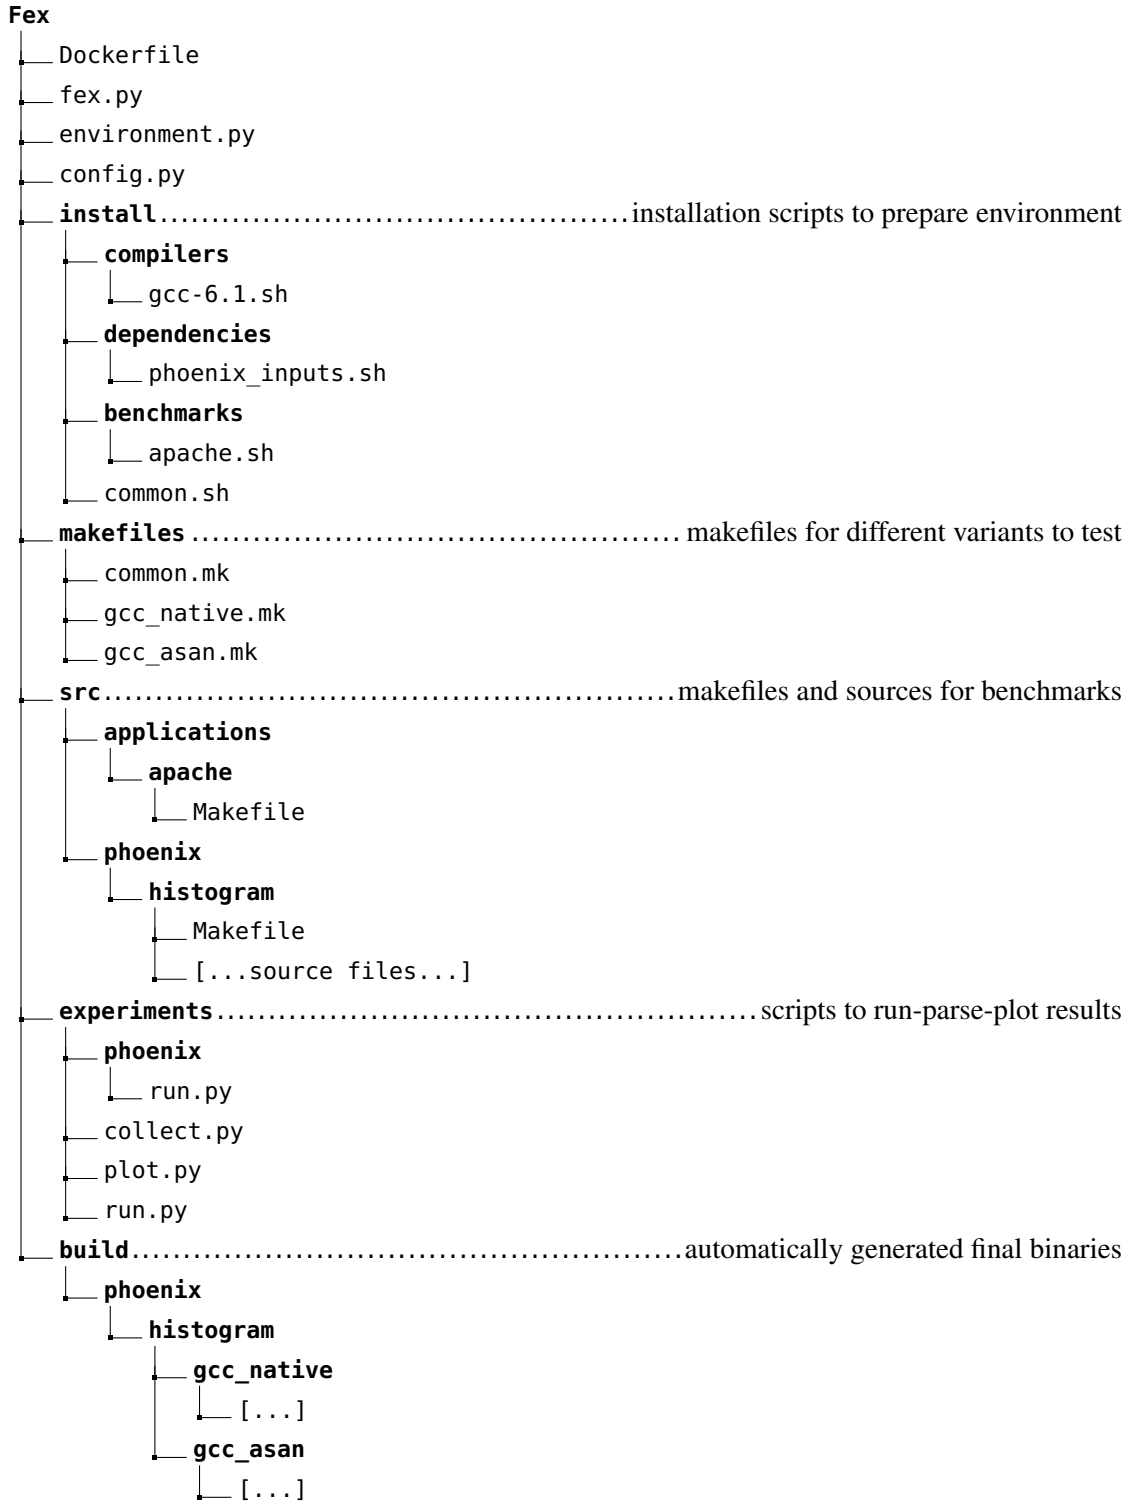 Fex
Dockerfile
fex.py
environment.py
config.py
install..............................................installation scripts to prepare environment
compilers
gcc-6.1.sh
dependencies
phoenix_inputs.sh
benchmarks
apache.sh
common.sh
makefiles................................................makefiles for different variants to test
common.mk
gcc_native.mk
gcc_asan.mk
src........................................................makefiles and sources for benchmarks
applications
apache
Makefile
phoenix
histogram
Makefile
[...source files...]
experiments.....................................................scripts to run-parse-plot results
phoenix
run.py
collect.py
plot.py
run.py
build......................................................automatically generated final binaries
phoenix
histogram
gcc_native
[...]
gcc_asan
[...]